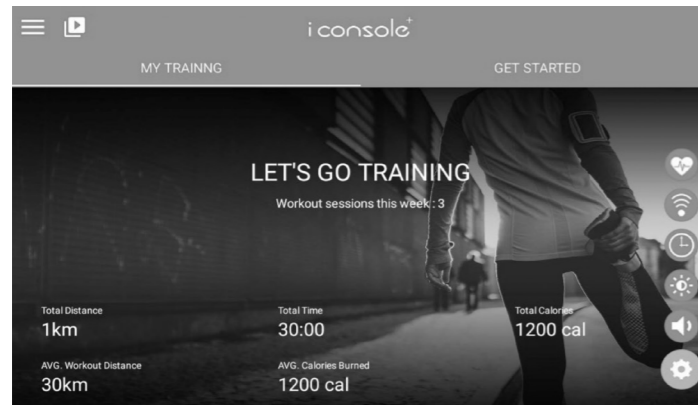 iconsole+
MY TRAINNG
GET STARTED
LET'S GO TRAINING
Workout sessions this week : 3
Total Distance
1km
Total Time
30:00
Total Calories
1200 cal
AVG. Workout Distance
30km
AVG. Calories Burned
1200 cal